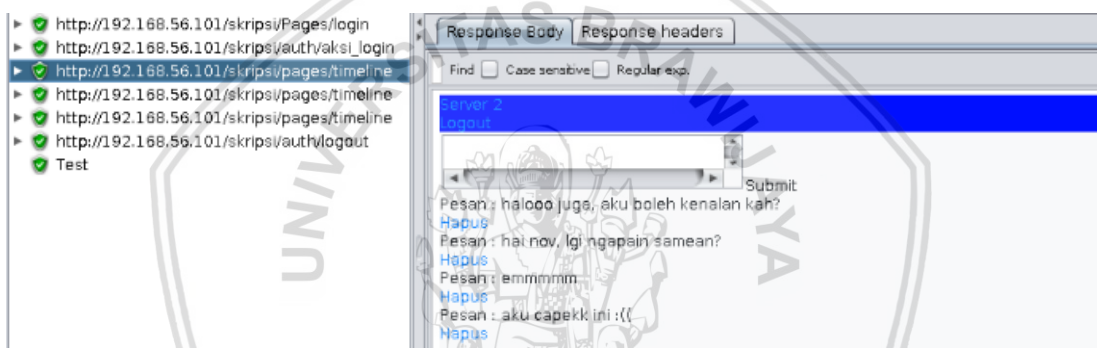 http://192.168.56.101/skripsi/Pages/login
http://192.168.56.101/skripsi/auth/aksi_login
http://192.168.56.101/skripsi/pages/timeline
http://192.168.56.101/skripsi/pages/timeline
http://192.168.56.101/skripsi/pages/timeline
http://192.168.56.101/skripsi/auth/logout
Test
Response Body Response headers
Find Case sensitive Regular exp.
Server 2
Logout
Submit
Pesan : halooo juga, aku boleh kenalan kah?
Hapus
Pesan : hai nov, lgi ngapain samean?
Hapus
Pesan : emmmmm
Hapus
Pesan : aku capekk ini :((
Hapus
UNIVERSITAS BRAWIJAYA